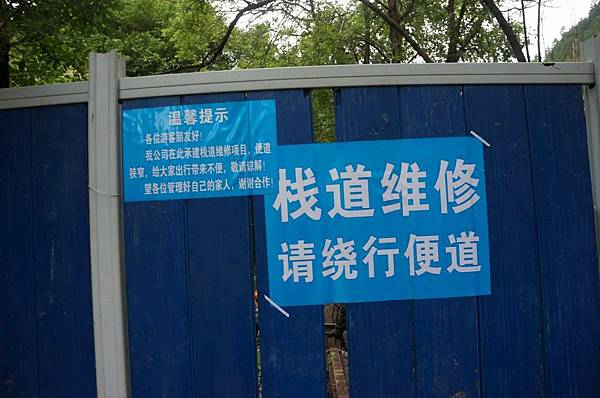 温馨提示
各位游客朋友好！
我公司在此承建栈道维修项目，便道
狭窄，给大家出行带来不便，敬请谅解！
望各位管理好自己的家人，谢谢合作！
栈道维修
请绕行便道